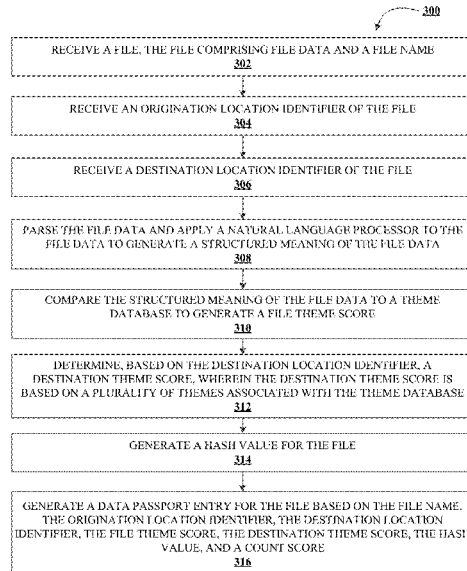 300
RECEIVE A FILE, THE FILE COMPRISING FILE DATA AND A FILE NAME
302
RECEIVE AN ORIGINATION LOCATION IDENTIFIER OF THE FILE
304
RECEIVE A DESTINATION LOCATION IDENTIFIER OF THE FILE
306
PARSE THE FILE DATA AND APPLY A NATURAL LANGUAGE PROCESSOR TO THE
FILE DATA TO GENERATE A STRUCTURED MEANING OF THE FILE DATA
308
COMPARE THE STRUCTURED MEANING OF THE FILE DATA TO A THEME
DATABASE TO GENERATE A FILE THEME SCORE
310
DETERMINE, BASED ON THE DESTINATION LOCATION IDENTIFIER, A
DESTINATION THEME SCORE, WHEREIN THE DESTINATION THEME SCORE IS
BASED ON A PLURALITY OF THEMES ASSOCIATED WITH THE THEME DATABASE
312
GENERATE A HASH VALUE FOR THE FILE
314
GENERATE A DATA PASSPORT ENTRY FOR THE FILE BASED ON THE FILE NAME,
THE ORIGINATION LOCATION IDENTIFIER, THE DESTINATION LOCATION
IDENTIFIER, THE FILE THEME SCORE, THE DESTINATION THEME SCORE, THE HASH
VALUE, AND A COUNT SCORE
316